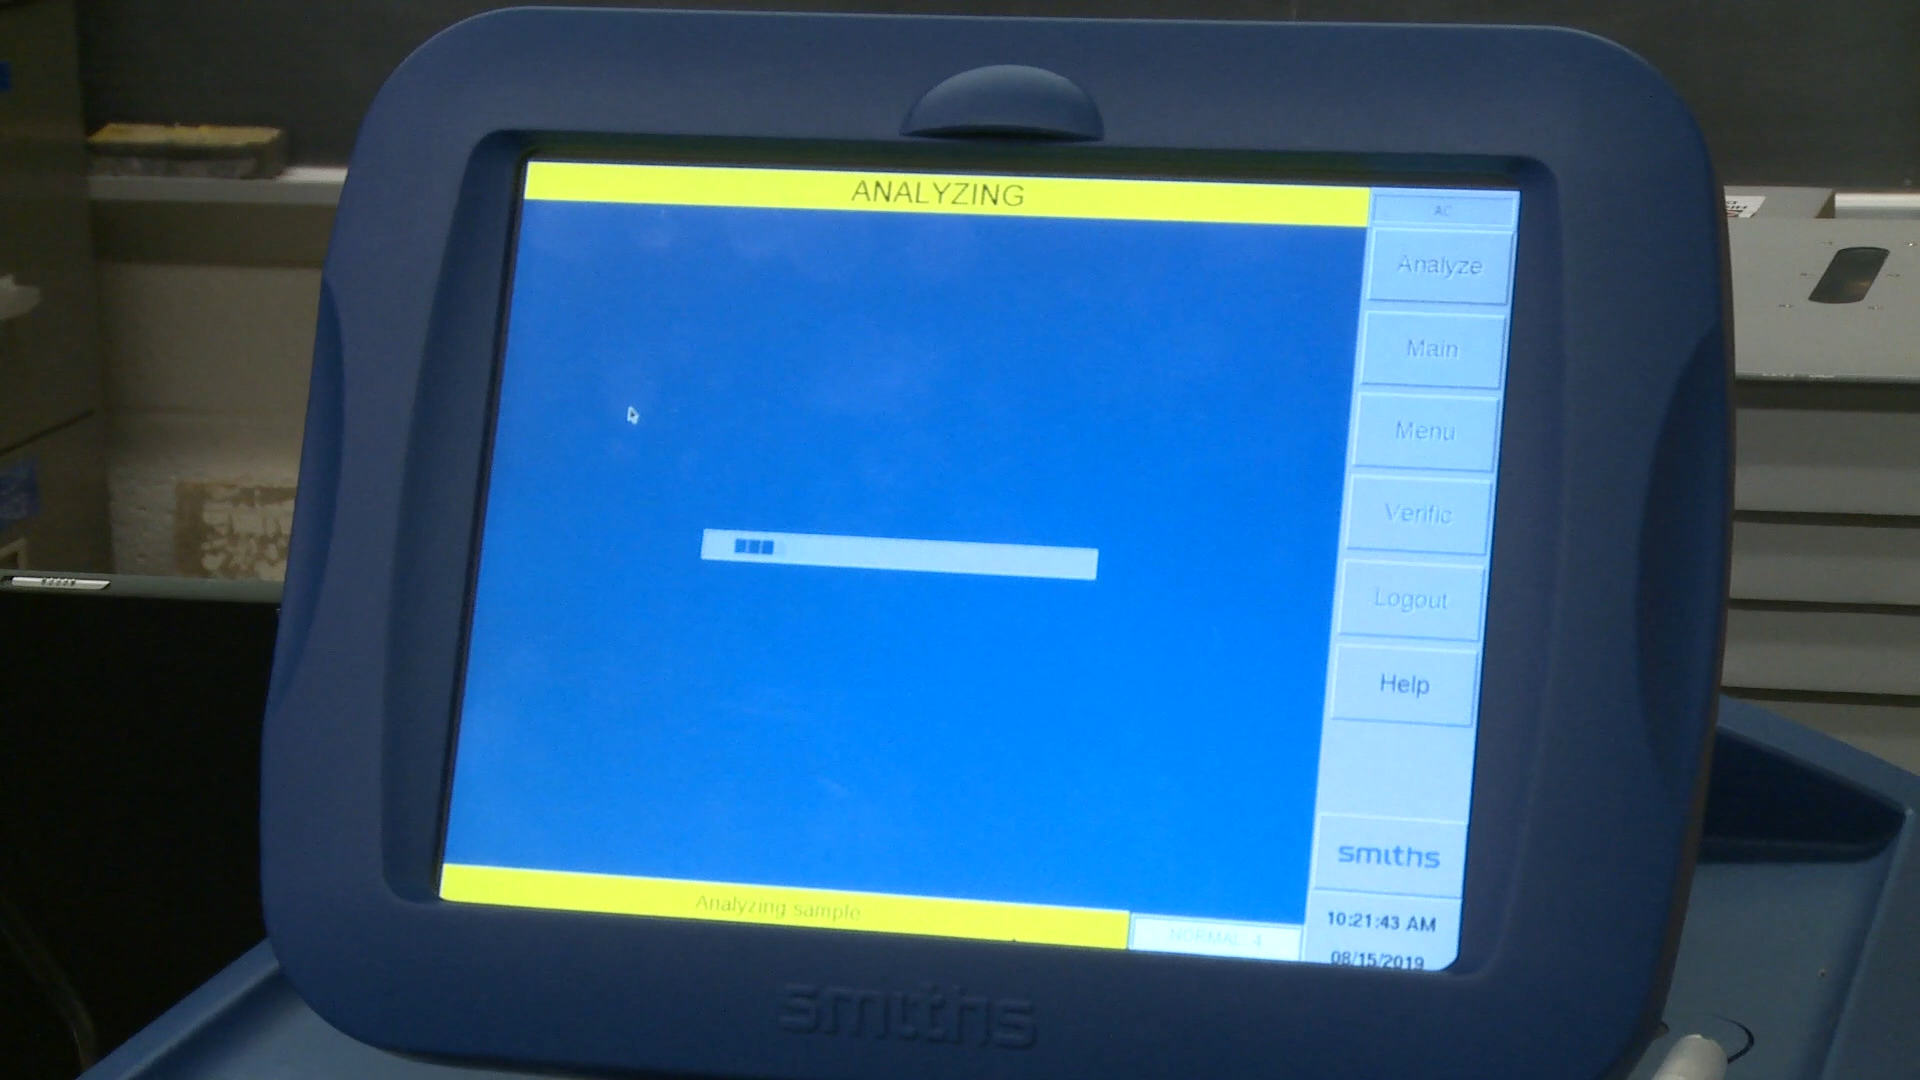 ANALYZING
AC
Analyze
Main
Menu
Verific
Logout
Help
smiths
Analyzing sample
NORMAL 4
10:21:43 AM
08/15/2019
smiths